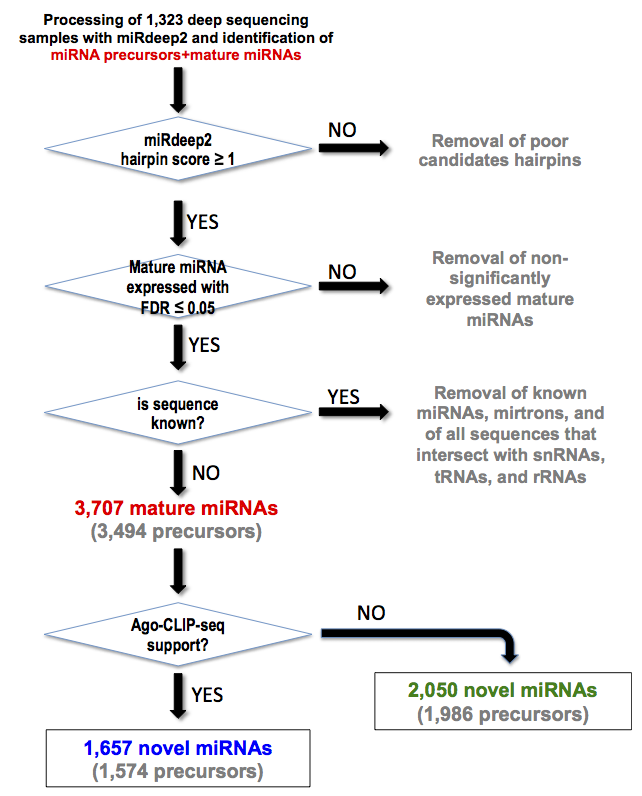 Processing of 1,323 deep sequencing
samples with miRdeep2 and identification of
miRNA precursors+mature miRNAs
miRdeep2
hairpin score ≥ 1
NO
Removal of poor
candidates hairpins
YES
Mature miRNA
expressed with
FDR ≤ 0.05
NO
Removal of non-
significantly
expressed mature
miRNAs
YES
is sequence
known?
YES
Removal of known
miRNAs, mirtrons, and
of all sequences that
intersect with snRNAs,
tRNAs, and rRNAs
NO
3,707 mature miRNAs
(3,494 precursors)
Ago-CLIP-seq
support?
NO
2,050 novel miRNAs
(1,986 precursors)
YES
1,657 novel miRNAs
(1,574 precursors)